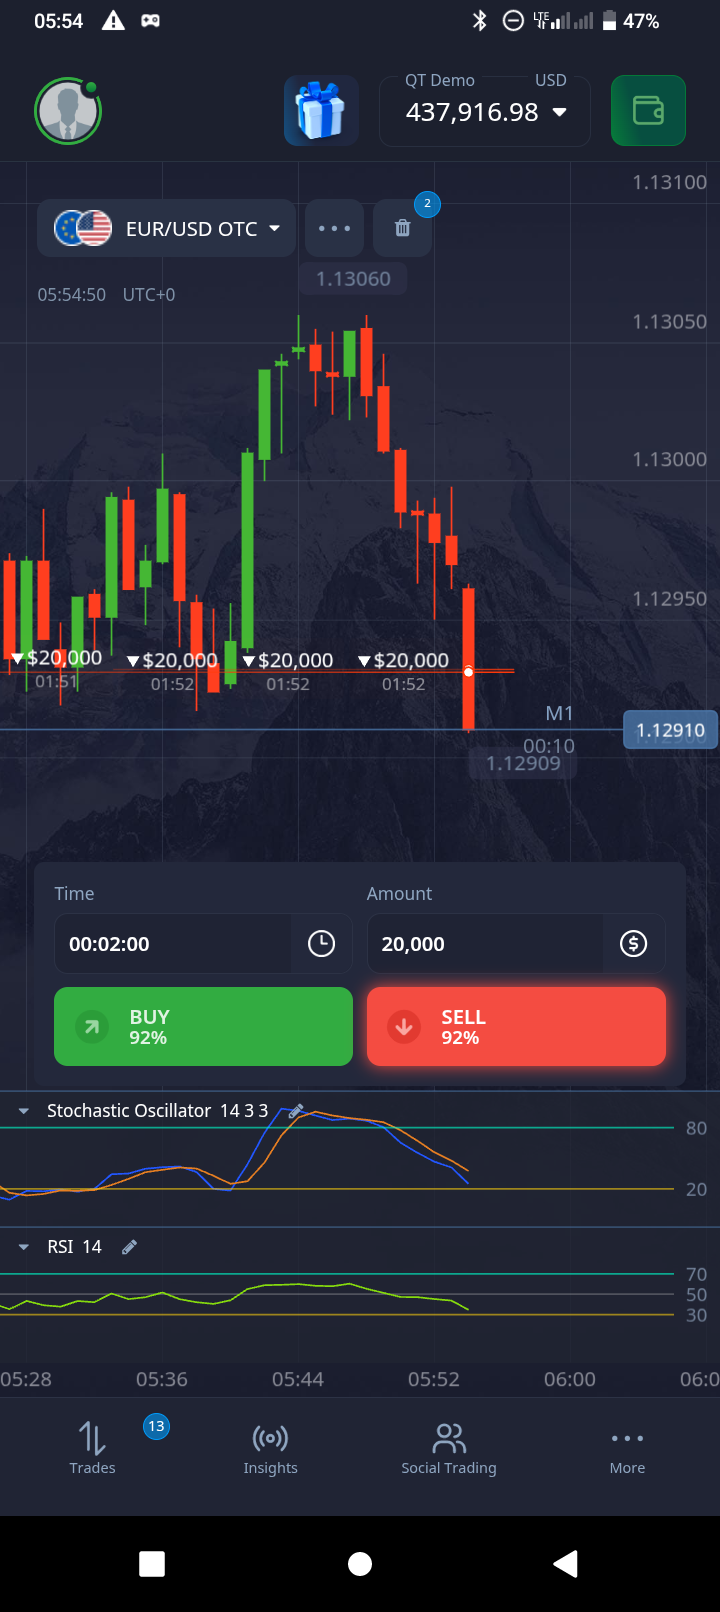 05:54
LTE
47%
QT Demo USD
437,916.98
1.13100
EUR/USD OTC
2
05:54:50 UTC+0
1.13060
1.13050
1.13000
1.12950
$20,000 $20,000 $20,000 $20,000
01:51 01:52 01:52 01:52
M1
1.12910
00:10
1.12909
Time Amount
00:02:00 20,000
BUY SELL
92% 92%
Stochastic Oscillator 14 3 3
80
20
RSI 14
70
50
30
05:28 05:36 05:44 05:52 06:00 06:0
13
Trades Insights Social Trading More